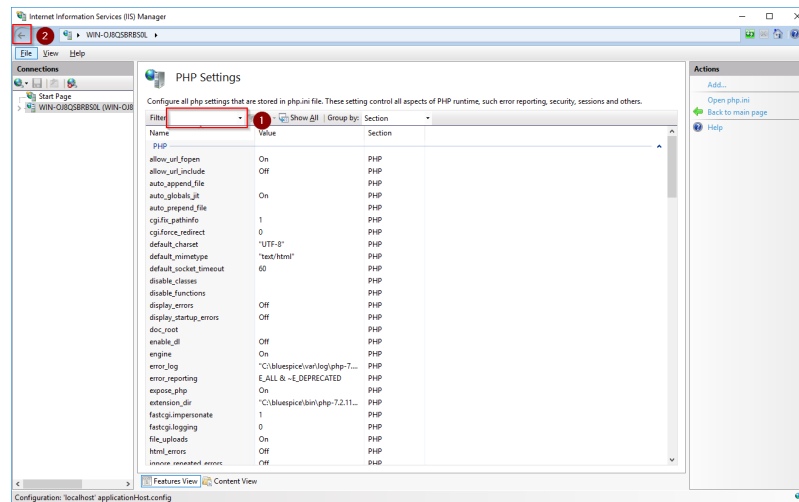 Internet Information Services (IIS) Manager
2
WIN-OJ8QSBRBS0L
File View Help
Connections
Start Page
WIN-OJ8QSBRBS0L (WIN-OJ8
PHP Settings
Configure all php settings that are stored in php.ini file. These setting control all aspects of PHP runtime, such error reporting, security, sessions and others.
Filter: 1 Show All Group by: Section
Name Value Section
PHP
allow_url_fopen On PHP
allow_url_include Off PHP
auto_append_file PHP
auto_globals_jit On PHP
auto_prepend_file PHP
cgi.fix_pathinfo 1 PHP
cgi.force_redirect 0 PHP
default_charset "UTF-8" PHP
default_mimetype "text/html" PHP
default_socket_timeout 60 PHP
disable_classes PHP
disable_functions PHP
display_errors Off PHP
display_startup_errors Off PHP
doc_root PHP
enable_dl Off PHP
engine On PHP
error_log "C:\bluespice\var\log\php-7.... PHP
error_reporting E_ALL & ~E_DEPRECATED PHP
expose_php On PHP
extension_dir "C:\bluespice\bin\php-7.2.11... PHP
fastcgi.impersonate 1 PHP
fastcgi.logging 0 PHP
file_uploads On PHP
html_errors Off PHP
ignore_repeated_errors Off PHP
Features View Content View
Actions
Add...
Open php.ini
Back to main page
Help
Configuration: 'localhost' applicationHost.config